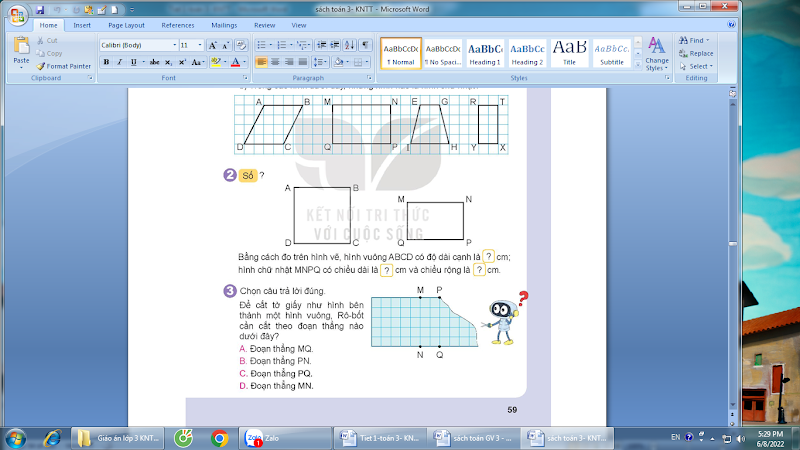 sách toán 3- KNTT - Microsoft Word
Home Insert Page Layout References Mailings Review View
Paste
Cut
Copy
Format Painter
Clipboard
Calibri (Body) 11
Font
Paragraph
AaBbCcDc AaBbCcDc AaBbC AaBbCc AaB AaBbCc.
¶ Normal ¶ No Spaci... Heading 1 Heading 2 Title Subtitle
Change Styles
Styles
Find
Replace
Select
Editing
A B M N E G R T
D C Q P I H Y X
2 Số ?
A B
M N
KẾT NỐI TRI THỨC
VỚI CUỘC SỐNG
D C Q P
Bằng cách đo trên hình vẽ, hình vuông ABCD có độ dài cạnh là ? cm;
hình chữ nhật MNPQ có chiều dài là ? cm và chiều rộng là ? cm.
3 Chọn câu trả lời đúng.
Để cắt tờ giấy như hình bên
thành một hình vuông, Rô-bốt
cần cắt theo đoạn thẳng nào
dưới đây?
A. Đoạn thẳng MQ.
B. Đoạn thẳng PN.
C. Đoạn thẳng PQ.
D. Đoạn thẳng MN.
M P
?
N Q
59
Giáo án lóp 3 KNT...
Zalo
Tiet 1-toán 3- KN...
sách toán GV 3 - ...
sách toán 3- KNT...
EN
5:29 PM
6/8/2022